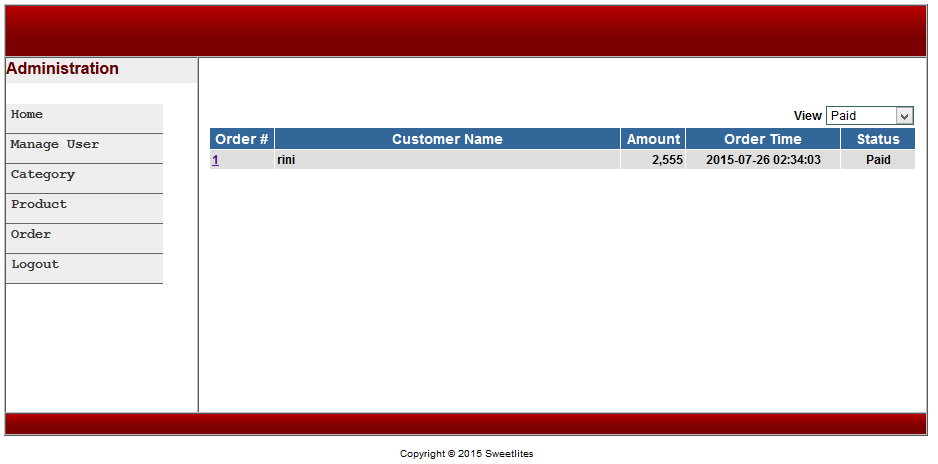 Administration
Home
Manage User
Category
Product
Order
Logout
View Paid
Order # Customer Name Amount Order Time Status
1 rini 2,555 2015-07-26 02:34:03 Paid
Copyright © 2015 Sweetlites